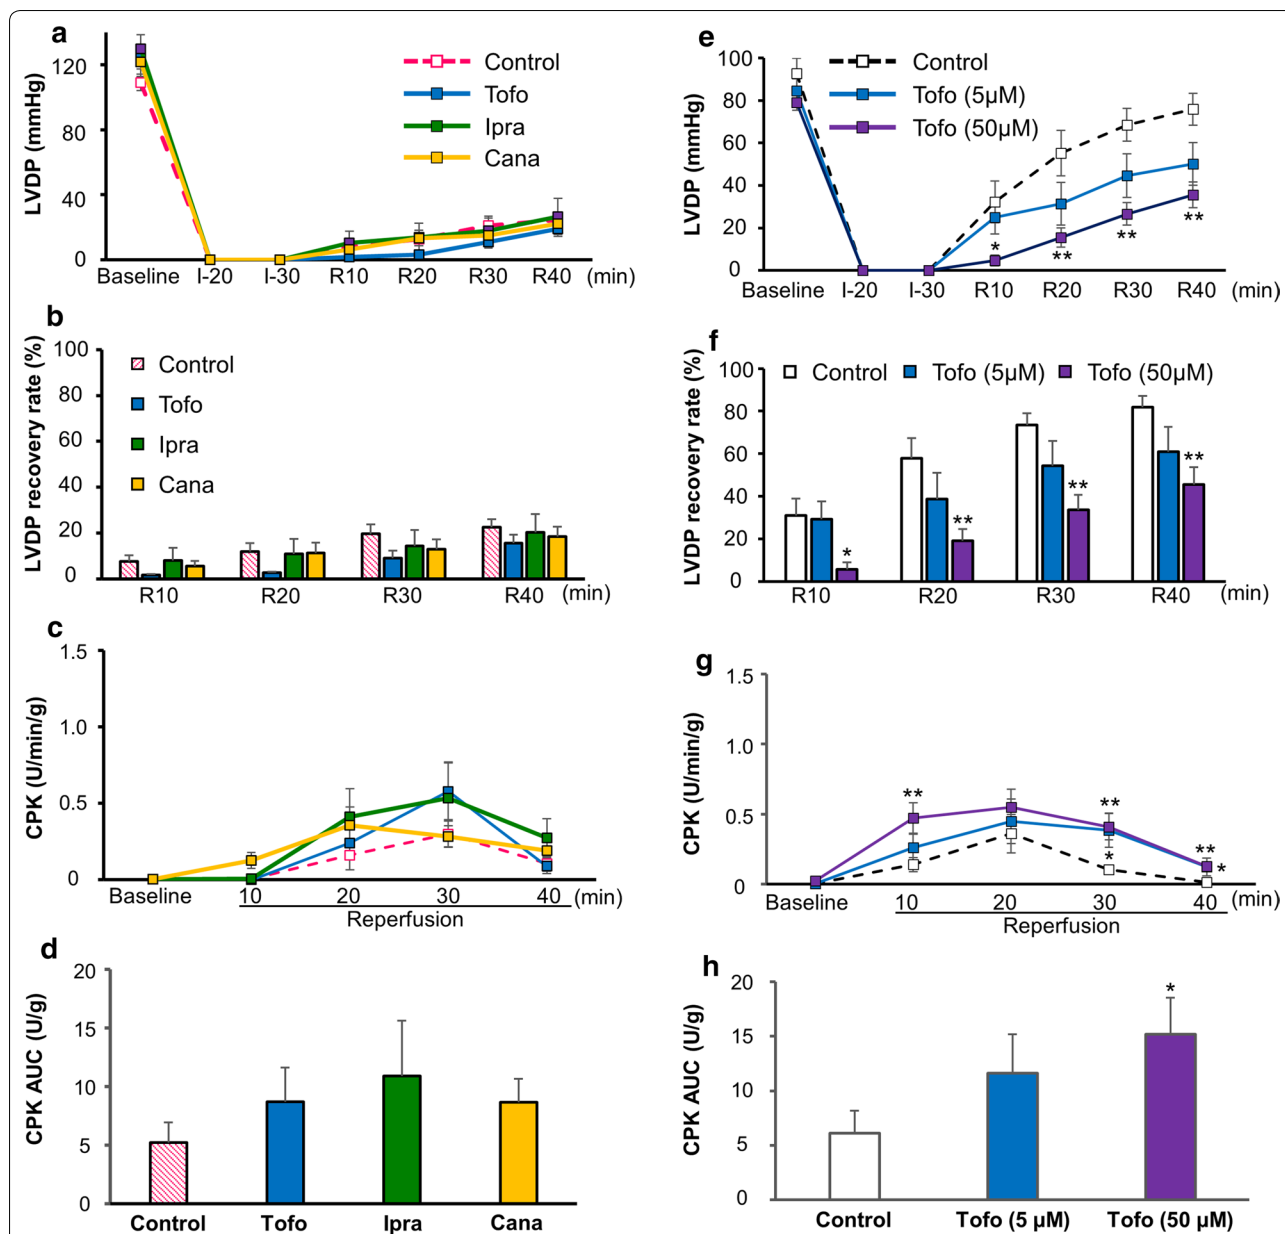 a
LVDP (mmHg)
120
80
40
0
Control
Tofo
Ipra
Cana
Baseline I-20 I-30 R10 R20 R30 R40 (min)
b
LVDP recovery rate (%)
100
80
60
40
20
0
Control
Tofo
Ipra
Cana
R10 R20 R30 R40 (min)
c
CPK (U/min/g)
1.5
1.0
0.5
0
Baseline 10 20 30 40 (min)
Reperfusion
d
CPK AUC (U/g)
20
15
10
5
0
Control Tofo Ipra Cana
e
LVDP (mmHg)
100
80
60
40
20
0
Control
Tofo (5µM)
Tofo (50µM)
* ** ** **
Baseline I-20 I-30 R10 R20 R30 R40 (min)
f
LVDP recovery rate (%)
100
80
60
40
20
0
Control Tofo (5µM) Tofo (50µM)
* ** ** **
R10 R20 R30 R40 (min)
g
CPK (U/min/g)
1.5
1.0
0.5
0
** ** * ** *
Baseline 10 20 30 40 (min)
Reperfusion
h
CPK AUC (U/g)
20
15
10
5
0
*
Control Tofo (5 µM) Tofo (50 µM)